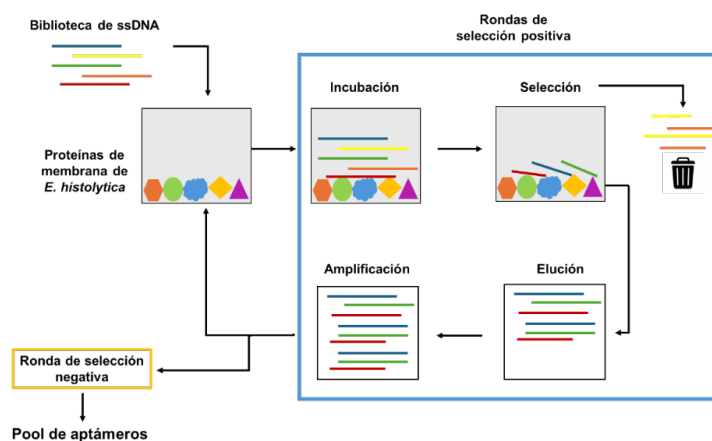 Biblioteca de ssDNA
Rondas de
selección positiva
Incubación
Selección
Proteínas de
membrana de
E. histolytica
Amplificación
Elución
Ronda de selección
negativa
Pool de aptámeros